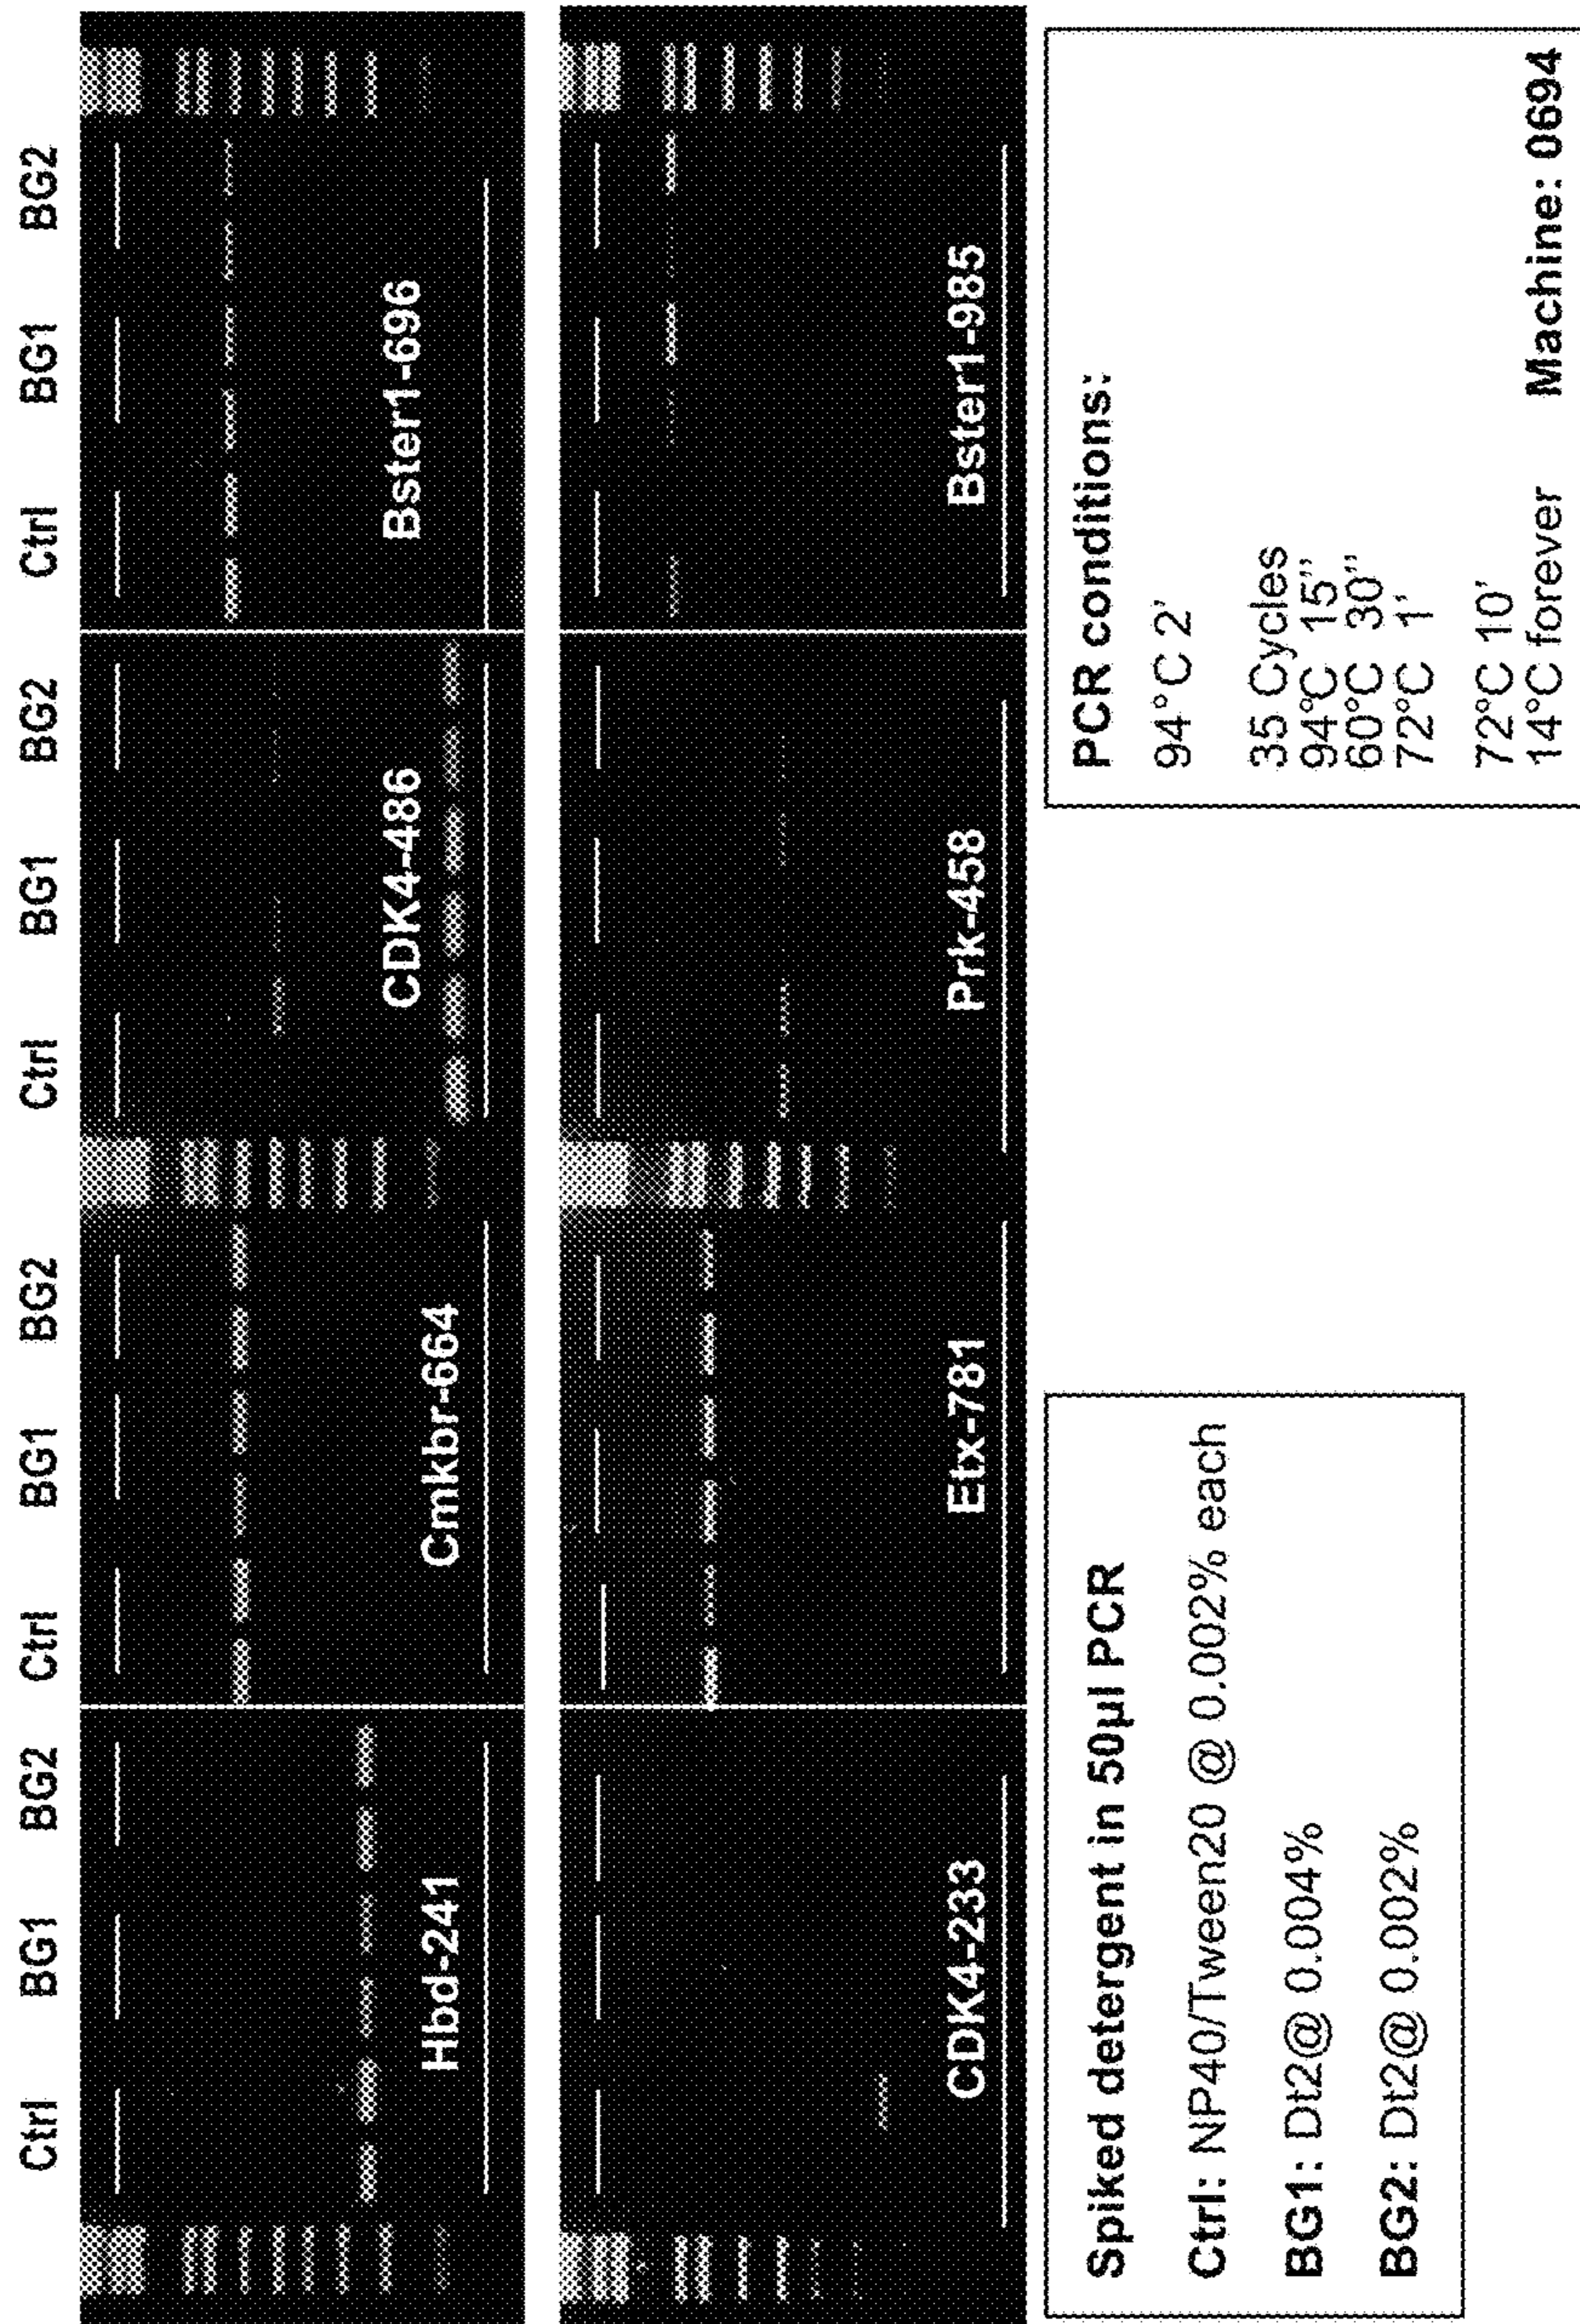 Ctrl BG1 BG2 Ctrl BG1 BG2 Ctrl BG1 BG2 Ctrl BG1 BG2
Hbd-241 Cmkbr-664 CDK4-486 Bster1-696
CDK4-233 Etx-781 Prk-458 Bster1-985
Spiked detergent in 50µl PCR
Ctrl: NP40/Tween20 @ 0.002% each
BG1: Dt2@ 0.004%
BG2: Dt2@ 0.002%
PCR conditions:
94°C 2'
35 Cycles
94°C 15"
60°C 30"
72°C 1'
72°C 10'
14°C forever Machine: 0694